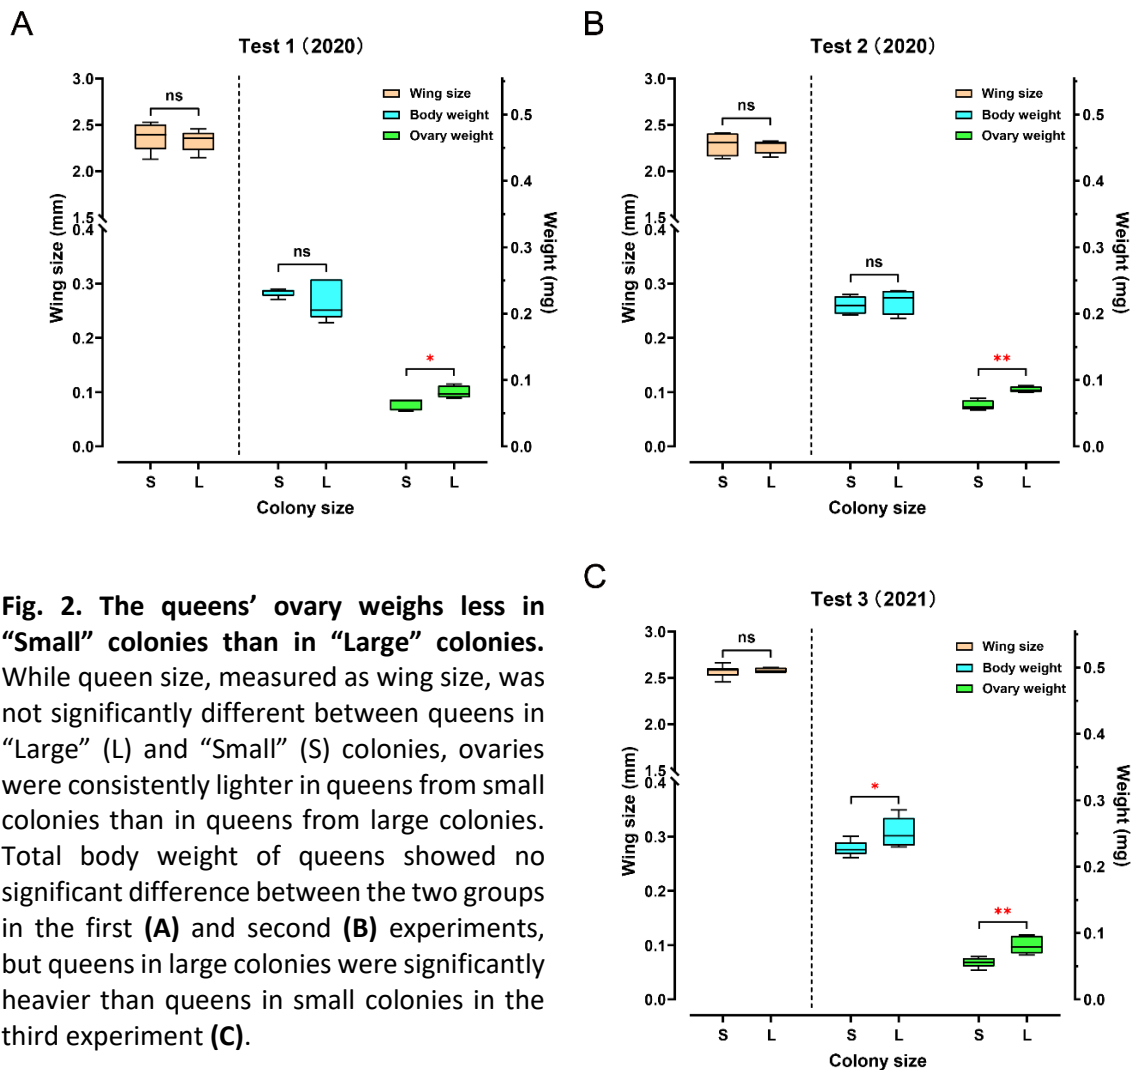 A
Test 1 (2020)
3.0
2.5
2.0
1.5
0.4
0.3
0.2
0.1
0.0
Wing size (mm)
ns
ns
*
Wing size
Body weight
Ovary weight
0.5
0.4
0.3
0.2
0.1
0.0
Weight (mg)
S L S L S L
Colony size
B
Test 2 (2020)
3.0
2.5
2.0
1.5
0.4
0.3
0.2
0.1
0.0
Wing size (mm)
ns
ns
**
Wing size
Body weight
Ovary weight
0.5
0.4
0.3
0.2
0.1
0.0
Weight (mg)
S L S L S L
Colony size
Fig. 2. The queens’ ovary weighs less in
“Small” colonies than in “Large” colonies.
While queen size, measured as wing size, was
not significantly different between queens in
“Large” (L) and “Small” (S) colonies, ovaries
were consistently lighter in queens from small
colonies than in queens from large colonies.
Total body weight of queens showed no
significant difference between the two groups
in the first (A) and second (B) experiments,
but queens in large colonies were significantly
heavier than queens in small colonies in the
third experiment (C).
C
Test 3 (2021)
3.0
2.5
2.0
1.5
0.4
0.3
0.2
0.1
0.0
Wing size (mm)
ns
*
**
Wing size
Body weight
Ovary weight
0.5
0.4
0.3
0.2
0.1
0.0
Weight (mg)
S L S L S L
Colony size